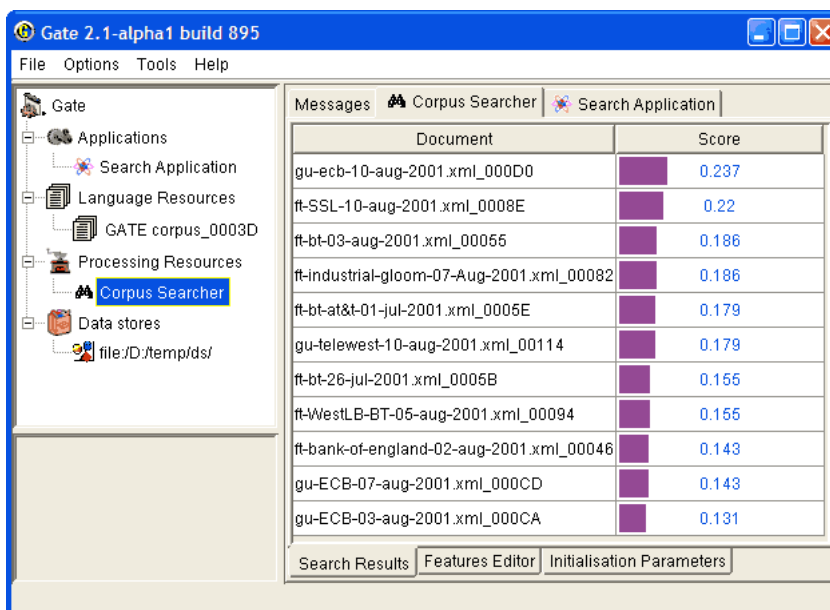 Gate 2.1-alpha1 build 895
File Options Tools Help
Gate
Applications
Search Application
Language Resources
GATE corpus_0003D
Processing Resources
Corpus Searcher
Data stores
file:/D:/temp/ds/
Messages Corpus Searcher Search Application
Document Score
gu-ecb-10-aug-2001.xml_000D0 0.237
ft-SSL-10-aug-2001.xml_0008E 0.22
ft-bt-03-aug-2001.xml_00055 0.186
ft-industrial-gloom-07-Aug-2001.xml_00082 0.186
ft-bt-at&t-01-jul-2001.xml_0005E 0.179
gu-telewest-10-aug-2001.xml_00114 0.179
ft-bt-26-jul-2001.xml_0005B 0.155
ft-WestLB-BT-05-aug-2001.xml_00094 0.155
ft-bank-of-england-02-aug-2001.xml_00046 0.143
gu-ECB-07-aug-2001.xml_000CD 0.143
gu-ECB-03-aug-2001.xml_000CA 0.131
Search Results Features Editor Initialisation Parameters